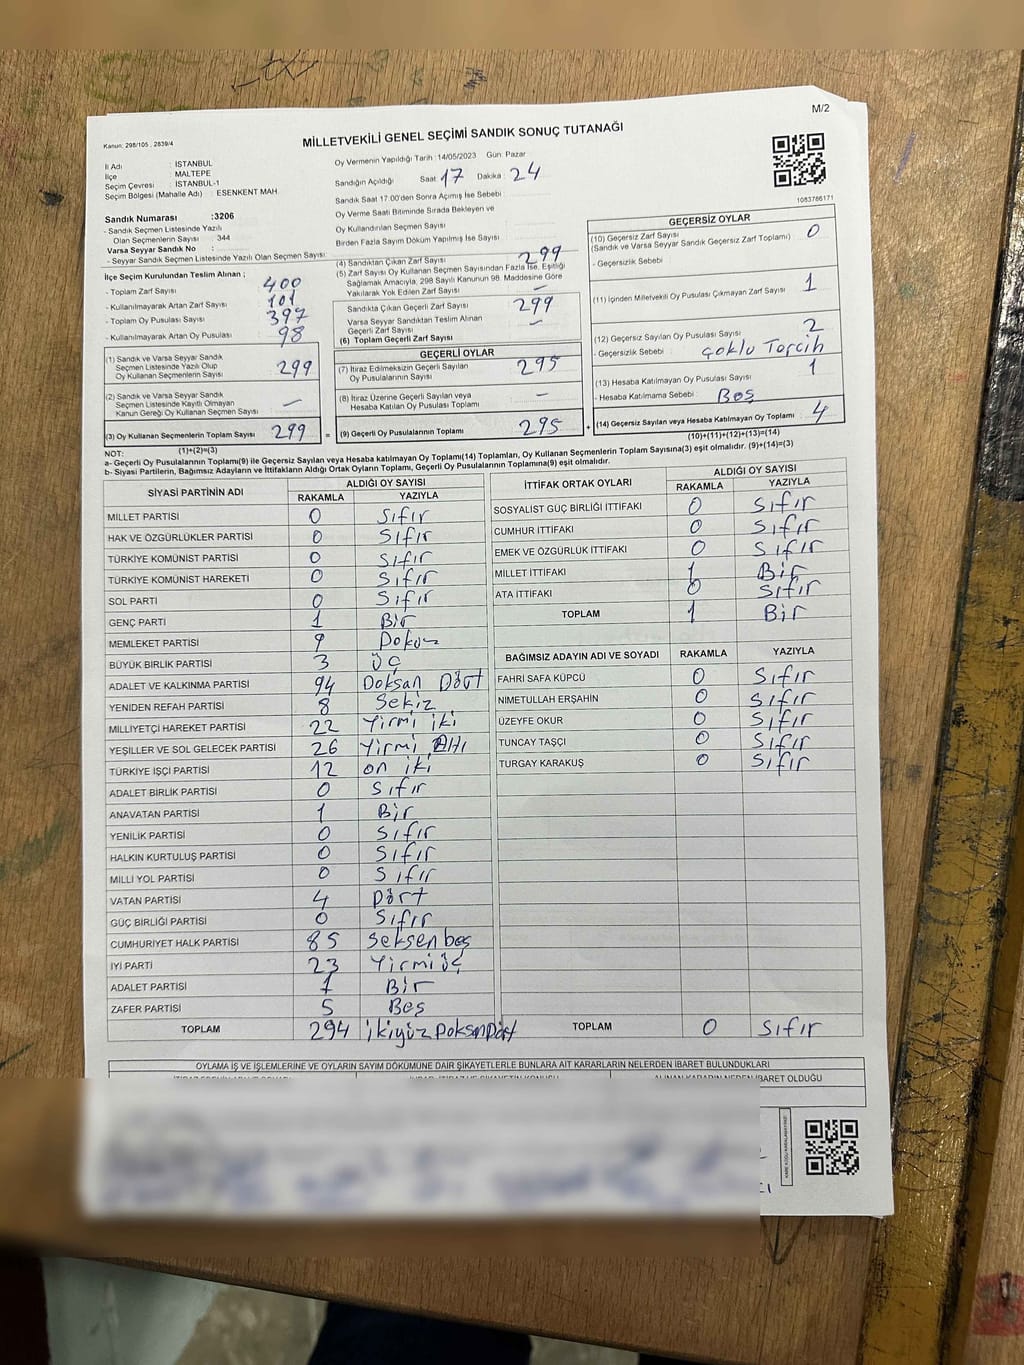 M/2
Kanun: 298/105 , 2839/4
MİLLETVEKİLİ GENEL SEÇİMİ SANDIK SONUÇ TUTANAĞI
İl Adı : İSTANBUL
İlçe : MALTEPE
Seçim Çevresi : İSTANBUL-1
Seçim Bölgesi (Mahalle Adı) : ESENKENT MAH.
Sandık Numarası :3206
- Sandık Seçmen Listesinde Yazılı
Olan Seçmenlerin Sayısı : 344
Varsa Seyyar Sandık No :
- Seyyar Sandık Seçmen Listesinde Yazılı Olan Seçmen Sayısı:
Oy Vermenin Yapıldığı Tarih :14/05/2023 Gün: Pazar
Sandığın Açıldığı Saat 17 Dakika 24
Sandık Saat 17:00'den Sonra Açımış İse Sebebi
Oy Verme Saati Bitiminde Sırada Bekleyen ve
Oy Kullandırılan Seçmen Sayısı
Birden Fazla Sayım Döküm Yapılmış İse Sayısı
1083786171
İlçe Seçim Kurulundan Teslim Alınan ;
- Toplam Zarf Sayısı 400
- Kullanılmayarak Artan Zarf Sayısı 101
- Toplam Oy Pusulası Sayısı 397
- Kullanılmayarak Artan Oy Pusulası 98
(1) Sandık ve Varsa Seyyar Sandık
Seçmen Listesinde Yazılı Olup
Oy Kullanan Seçmenlerin Sayısı 299
(2) Sandık ve Varsa Seyyar Sandık
Seçmen Listesinde Kayıtlı Olmayan
Kanun Gereği Oy Kullanan Seçmen Sayısı —
(3) Oy Kullanan Seçmenlerin Toplam Sayısı 299 =
(1)+(2)=(3)
(4) Sandıktan Çıkan Zarf Sayısı 299
(5) Zarf Sayısı Oy Kullanan Seçmen Sayısından Fazla İse, Eşitliği
Sağlamak Amacıyla, 298 Sayılı Kanunun 98. Maddesine Göre
Yakılarak Yok Edilen Zarf Sayısı —
Sandıkta Çıkan Geçerli Zarf Sayısı 299
Varsa Seyyar Sandıktan Teslim Alınan
Geçerli Zarf Sayısı —
(6) Toplam Geçerli Zarf Sayısı
GEÇERLİ OYLAR
(7) İtiraz Edilmeksizin Geçerli Sayılan
Oy Pusulalarının Sayısı 295
(8) İtiraz Üzerine Geçerli Sayılan veya
Hesaba Katılan Oy Pusulası Toplamı —
(9) Geçerli Oy Pusulalarının Toplamı 295 +
GEÇERSİZ OYLAR
(10) Geçersiz Zarf Sayısı 0
(Sandık ve Varsa Seyyar Sandık Geçersiz Zarf Toplamı)
- Geçersizlik Sebebi
(11) İçinden Milletvekili Oy Pusulası Çıkmayan Zarf Sayısı 1
(12) Geçersiz Sayılan Oy Pusulası Sayısı 2
- Geçersizlik Sebebi : Çoklu Tercih
(13) Hesaba Katılmayan Oy Pusulası Sayısı 1
- Hesaba Katılmama Sebebi : Boş
(14) Geçersiz Sayılan veya Hesaba Katılmayan Oy Toplamı 4
(10)+(11)+(12)+(13)=(14)
NOT:
a- Geçerli Oy Pusulalarının Toplamı(9) ile Geçersiz Sayılan veya Hesaba Katılmayan Oy Toplamı(14) Toplamları, Oy Kullanan Seçmenlerin Toplam Sayısına(3) eşit olmalıdır. (9)+(14)=(3)
b- Siyasi Partilerin, Bağımsız Adayların ve İttifakların Aldığı Ortak Oyların Toplamı, Geçerli Oy Pusulalarının Toplamına(9) eşit olmalıdır.
SİYASİ PARTİNİN ADI ALDIĞI OY SAYISI
RAKAMLA YAZIYLA
MİLLET PARTİSİ 0 Sıfır
HAK VE ÖZGÜRLÜKLER PARTİSİ 0 Sıfır
TÜRKİYE KOMÜNİST PARTİSİ 0 Sıfır
TÜRKİYE KOMÜNİST HAREKETİ 0 Sıfır
SOL PARTİ 0 Sıfır
GENÇ PARTİ 1 Bir
MEMLEKET PARTİSİ 9 Dokuz
BÜYÜK BİRLİK PARTİSİ 3 üç
ADALET VE KALKINMA PARTİSİ 94 Doksan Dört
YENİDEN REFAH PARTİSİ 8 Sekiz
MİLLİYETÇİ HAREKET PARTİSİ 22 Yirmi iki
YEŞİLLER VE SOL GELECEK PARTİSİ 26 Yirmi Altı
TÜRKİYE İŞÇİ PARTİSİ 12 on iki
ADALET BİRLİK PARTİSİ 0 Sıfır
ANAVATAN PARTİSİ 1 Bir
YENİLİK PARTİSİ 0 Sıfır
HALKIN KURTULUŞ PARTİSİ 0 Sıfır
MİLLİ YOL PARTİSİ 0 Sıfır
VATAN PARTİSİ 4 Dört
GÜÇ BİRLİĞİ PARTİSİ 0 Sıfır
CUMHURİYET HALK PARTİSİ 85 Seksen beş
İYİ PARTİ 23 Yirmi üç
ADALET PARTİSİ 1 Bir
ZAFER PARTİSİ 5 Beş
TOPLAM 294 ikiyüz Doksan Dört
İTTİFAK ORTAK OYLARI ALDIĞI OY SAYISI
RAKAMLA YAZIYLA
SOSYALİST GÜÇ BİRLİĞİ İTTİFAKI 0 Sıfır
CUMHUR İTTİFAKI 0 Sıfır
EMEK VE ÖZGÜRLÜK İTTİFAKI 0 Sıfır
MİLLET İTTİFAKI 1 Bir
ATA İTTİFAKI 0 Sıfır
TOPLAM 1 Bir
BAĞIMSIZ ADAYIN ADI VE SOYADI RAKAMLA YAZIYLA
FAHRİ SAFA KÜPCÜ 0 Sıfır
NİMETULLAH ERŞAHİN 0 Sıfır
ÜZEYFE OKUR 0 Sıfır
TUNCAY TAŞÇI 0 Sıfır
TURGAY KARAKUŞ 0 Sıfır
TOPLAM 0 Sıfır
OYLAMA İŞ VE İŞLEMLERİNE VE OYLARIN SAYIM DÖKÜMÜNE DAİR ŞİKAYETLERLE BUNLARA AİT KARARLARIN NELERDEN İBARET BULUNDUKLARI
ALINAN KARARIN NEDEN İBARET OLDUĞU